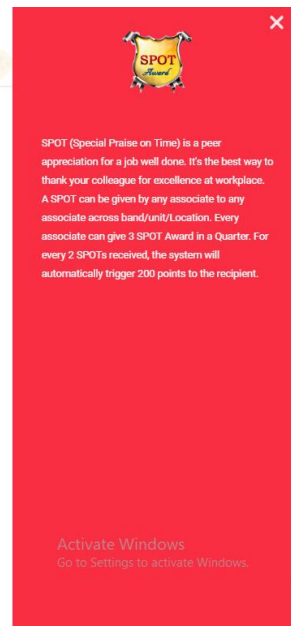 SPOT
Award
SPOT (Special Praise on Time) is a peer
appreciation for a job well done. It's the best way to
thank your colleague for excellence at workplace.
A SPOT can be given by any associate to any
associate across band/unit/Location. Every
associate can give 3 SPOT Award in a Quarter. For
every 2 SPOTs received, the system will
automatically trigger 200 points to the recipient.
Activate Windows
Go to Settings to activate Windows.